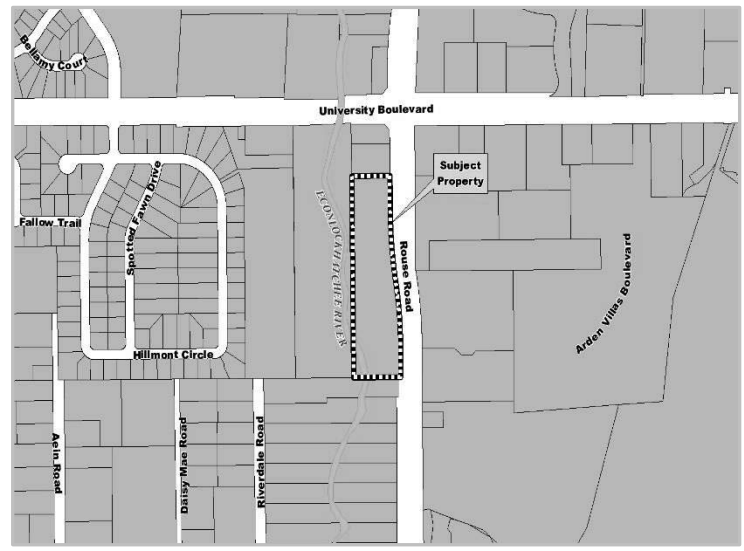 Bellamy Court
University Boulevard
Subject
Property
Spotted Fawn Drive
Fallow Trail
ECONLOCKHATCHEE RIVER
Rouse Road
Arden Villas Boulevard
Hillmont Circle
Aein Road
Daisy Mae Road
Riverdale Road